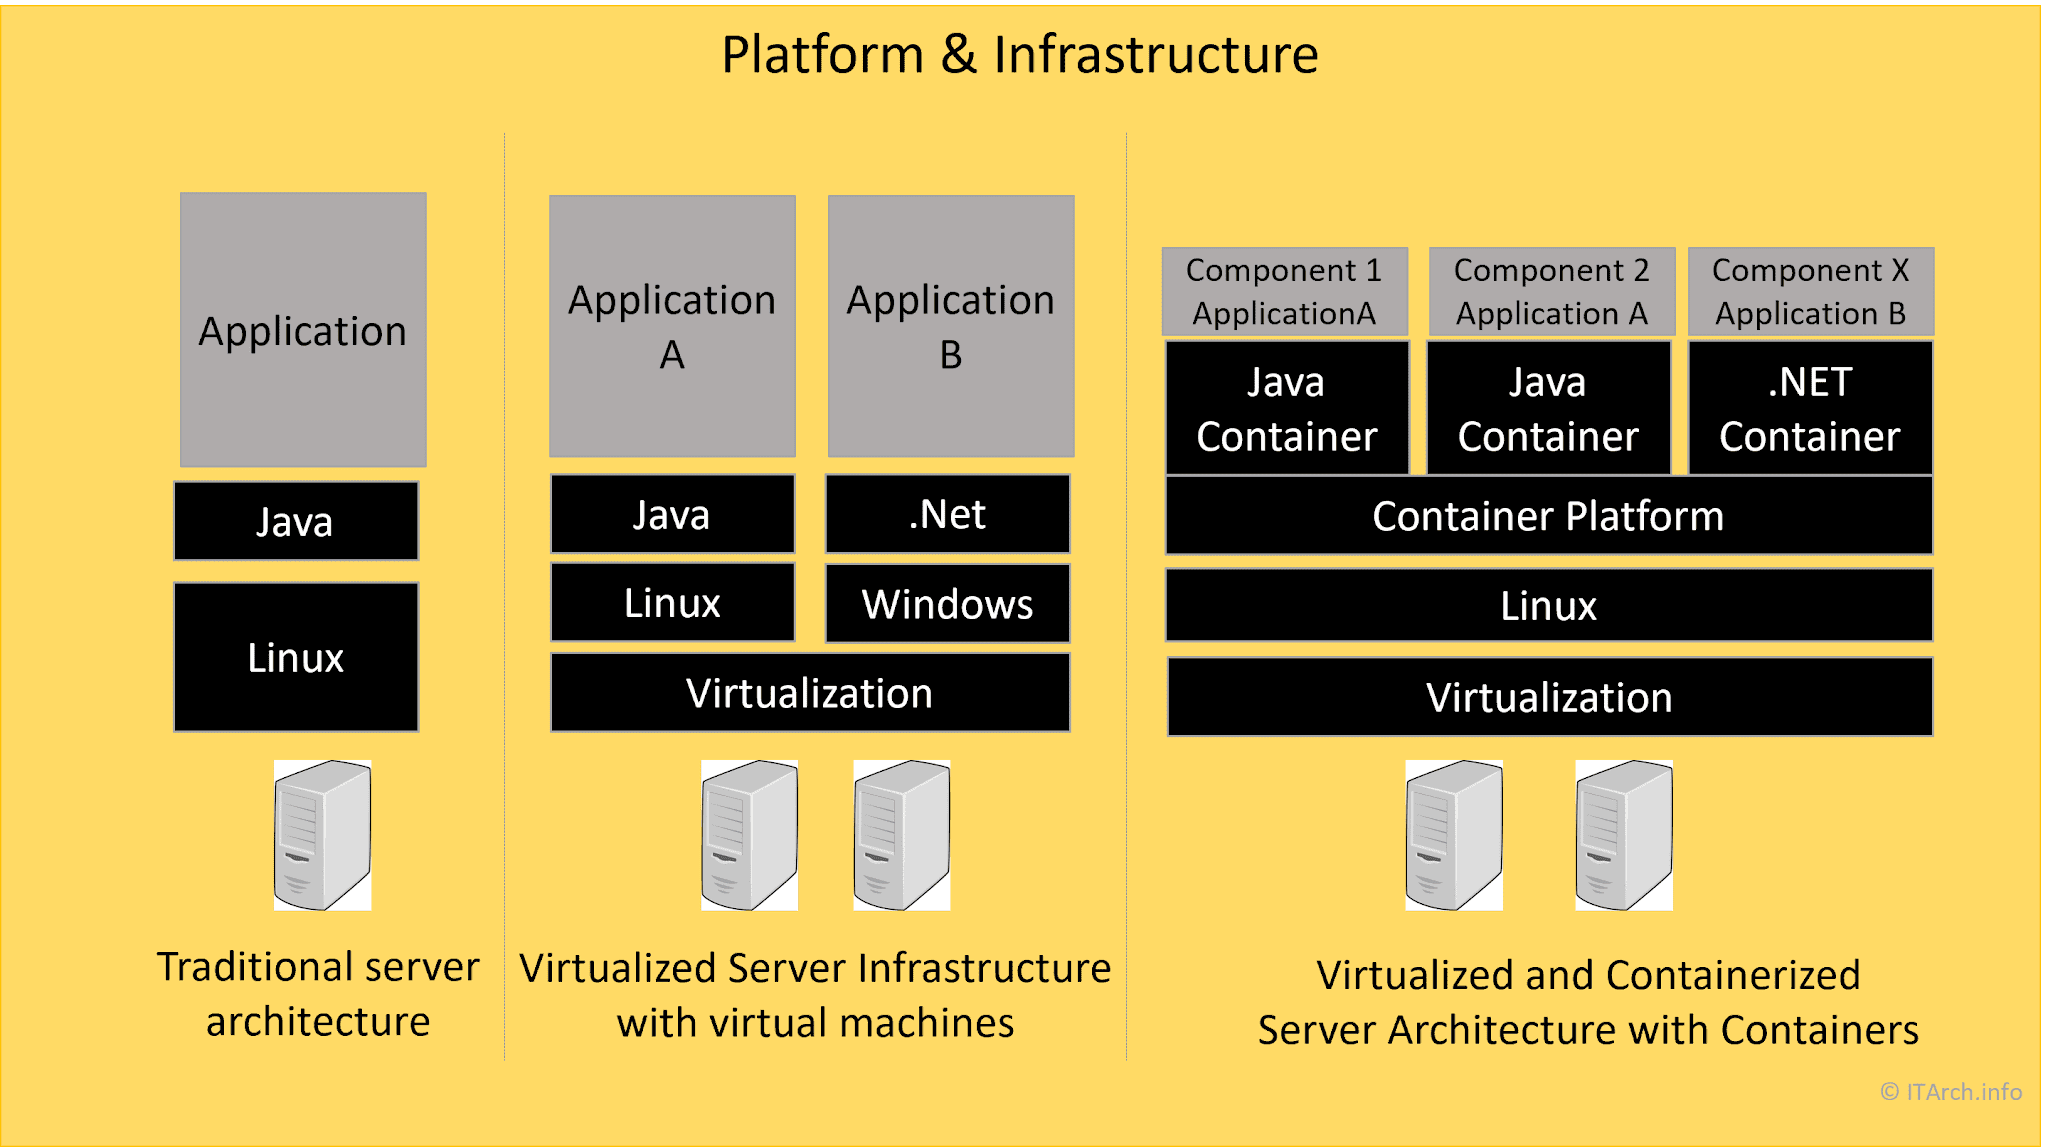 Platform & Infrastructure
Application
Java
Linux
Traditional server
architecture
Application
A
Application
B
Java
.Net
Linux
Windows
Virtualization
Virtualized Server Infrastructure
with virtual machines
Component 1
ApplicationA
Component 2
Application A
Component X
Application B
Java
Container
Java
Container
.NET
Container
Container Platform
Linux
Virtualization
Virtualized and Containerized
Server Architecture with Containers
© ITArch.info